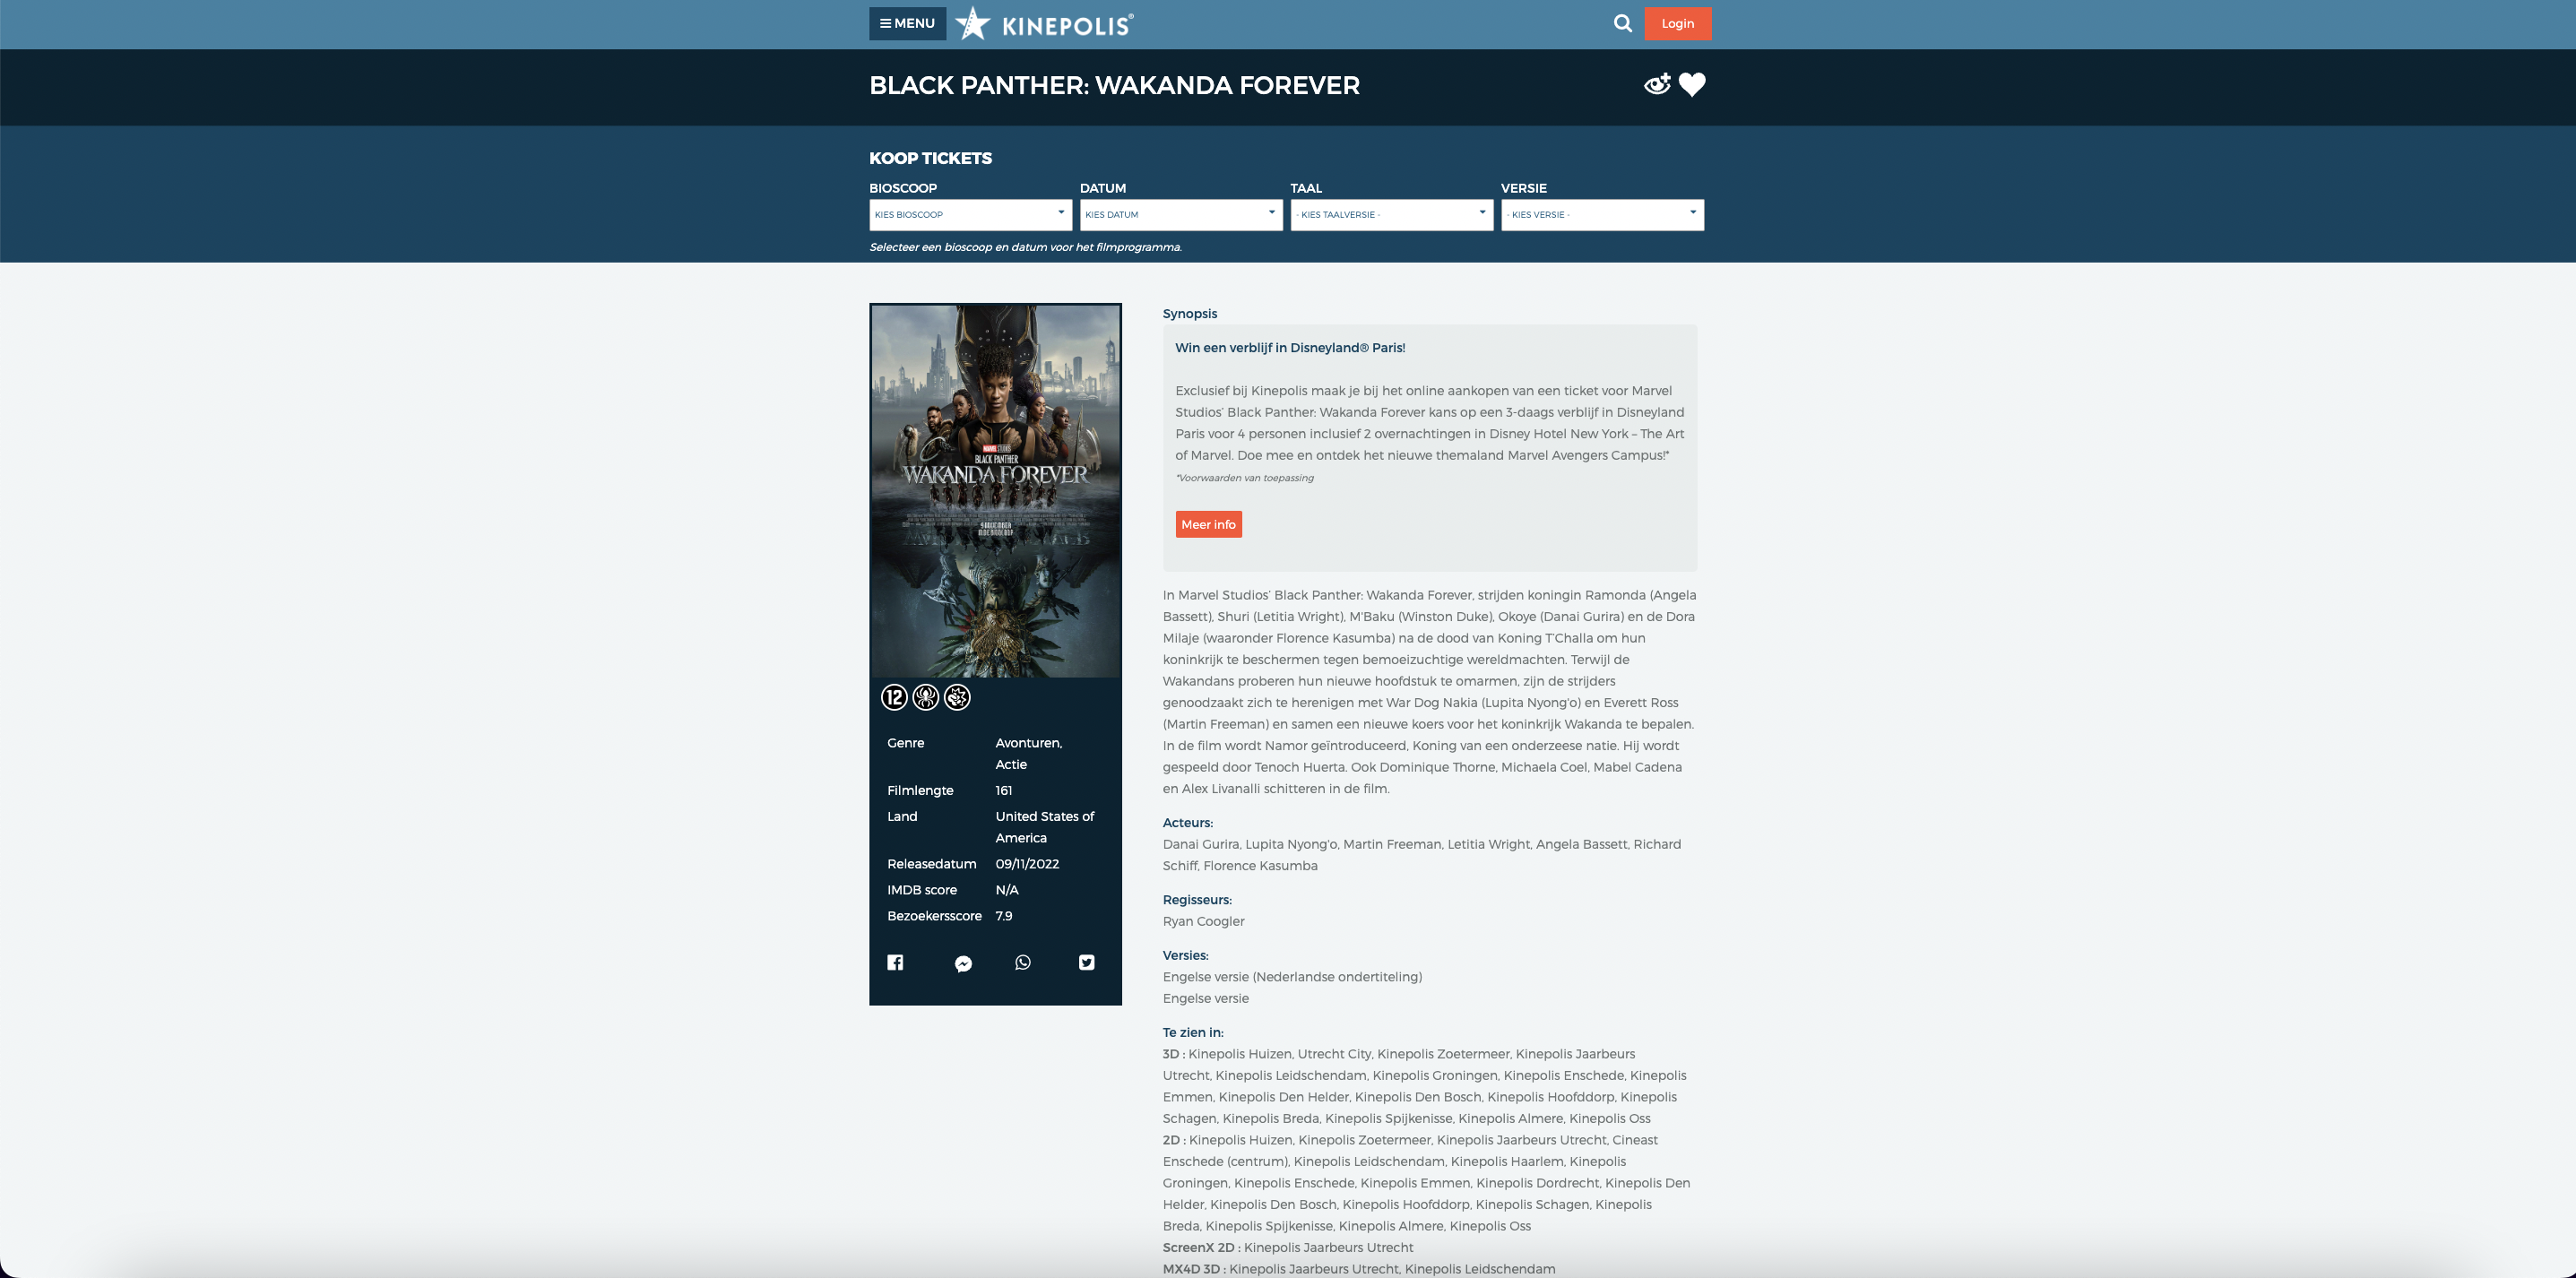 MENU
KINEPOLIS®
Login
BLACK PANTHER: WAKANDA FOREVER
KOOP TICKETS
BIOSCOOP
DATUM
TAAL
VERSIE
KIES BIOSCOOP
KIES DATUM
- KIES TAALVERSIE -
- KIES VERSIE -
Selecteer een bioscoop en datum voor het filmprogramma.
MARVEL STUDIOS
BLACK PANTHER
WAKANDA FOREVER
12
Genre Avonturen,
Actie
Filmlengte 161
Land United States of
America
Releasedatum 09/11/2022
IMDB score N/A
Bezoekersscore 7.9
Synopsis
Win een verblijf in Disneyland® Paris!
Exclusief bij Kinepolis maak je bij het online aankopen van een ticket voor Marvel
Studios' Black Panther: Wakanda Forever kans op een 3-daags verblijf in Disneyland
Paris voor 4 personen inclusief 2 overnachtingen in Disney Hotel New York – The Art
of Marvel. Doe mee en ontdek het nieuwe themaland Marvel Avengers Campus!*
*Voorwaarden van toepassing
Meer info
In Marvel Studios' Black Panther: Wakanda Forever, strijden koningin Ramonda (Angela
Bassett), Shuri (Letitia Wright), M'Baku (Winston Duke), Okoye (Danai Gurira) en de Dora
Milaje (waaronder Florence Kasumba) na de dood van Koning T'Challa om hun
koninkrijk te beschermen tegen bemoeizuchtige wereldmachten. Terwijl de
Wakandans proberen hun nieuwe hoofdstuk te omarmen, zijn de strijders
genoodzaakt zich te herenigen met War Dog Nakia (Lupita Nyong'o) en Everett Ross
(Martin Freeman) en samen een nieuwe koers voor het koninkrijk Wakanda te bepalen.
In de film wordt Namor geïntroduceerd, Koning van een onderzeese natie. Hij wordt
gespeeld door Tenoch Huerta. Ook Dominique Thorne, Michaela Coel, Mabel Cadena
en Alex Livanalli schitteren in de film.
Acteurs:
Danai Gurira, Lupita Nyong'o, Martin Freeman, Letitia Wright, Angela Bassett, Richard
Schiff, Florence Kasumba
Regisseurs:
Ryan Coogler
Versies:
Engelse versie (Nederlandse ondertiteling)
Engelse versie
Te zien in:
3D : Kinepolis Huizen, Utrecht City, Kinepolis Zoetermeer, Kinepolis Jaarbeurs
Utrecht, Kinepolis Leidschendam, Kinepolis Groningen, Kinepolis Enschede, Kinepolis
Emmen, Kinepolis Den Helder, Kinepolis Den Bosch, Kinepolis Hoofddorp, Kinepolis
Schagen, Kinepolis Breda, Kinepolis Spijkenisse, Kinepolis Almere, Kinepolis Oss
2D : Kinepolis Huizen, Kinepolis Zoetermeer, Kinepolis Jaarbeurs Utrecht, Cineast
Enschede (centrum), Kinepolis Leidschendam, Kinepolis Haarlem, Kinepolis
Groningen, Kinepolis Enschede, Kinepolis Emmen, Kinepolis Dordrecht, Kinepolis Den
Helder, Kinepolis Den Bosch, Kinepolis Hoofddorp, Kinepolis Schagen, Kinepolis
Breda, Kinepolis Spijkenisse, Kinepolis Almere, Kinepolis Oss
ScreenX 2D : Kinepolis Jaarbeurs Utrecht
MX4D 3D : Kinepolis Jaarbeurs Utrecht, Kinepolis Leidschendam